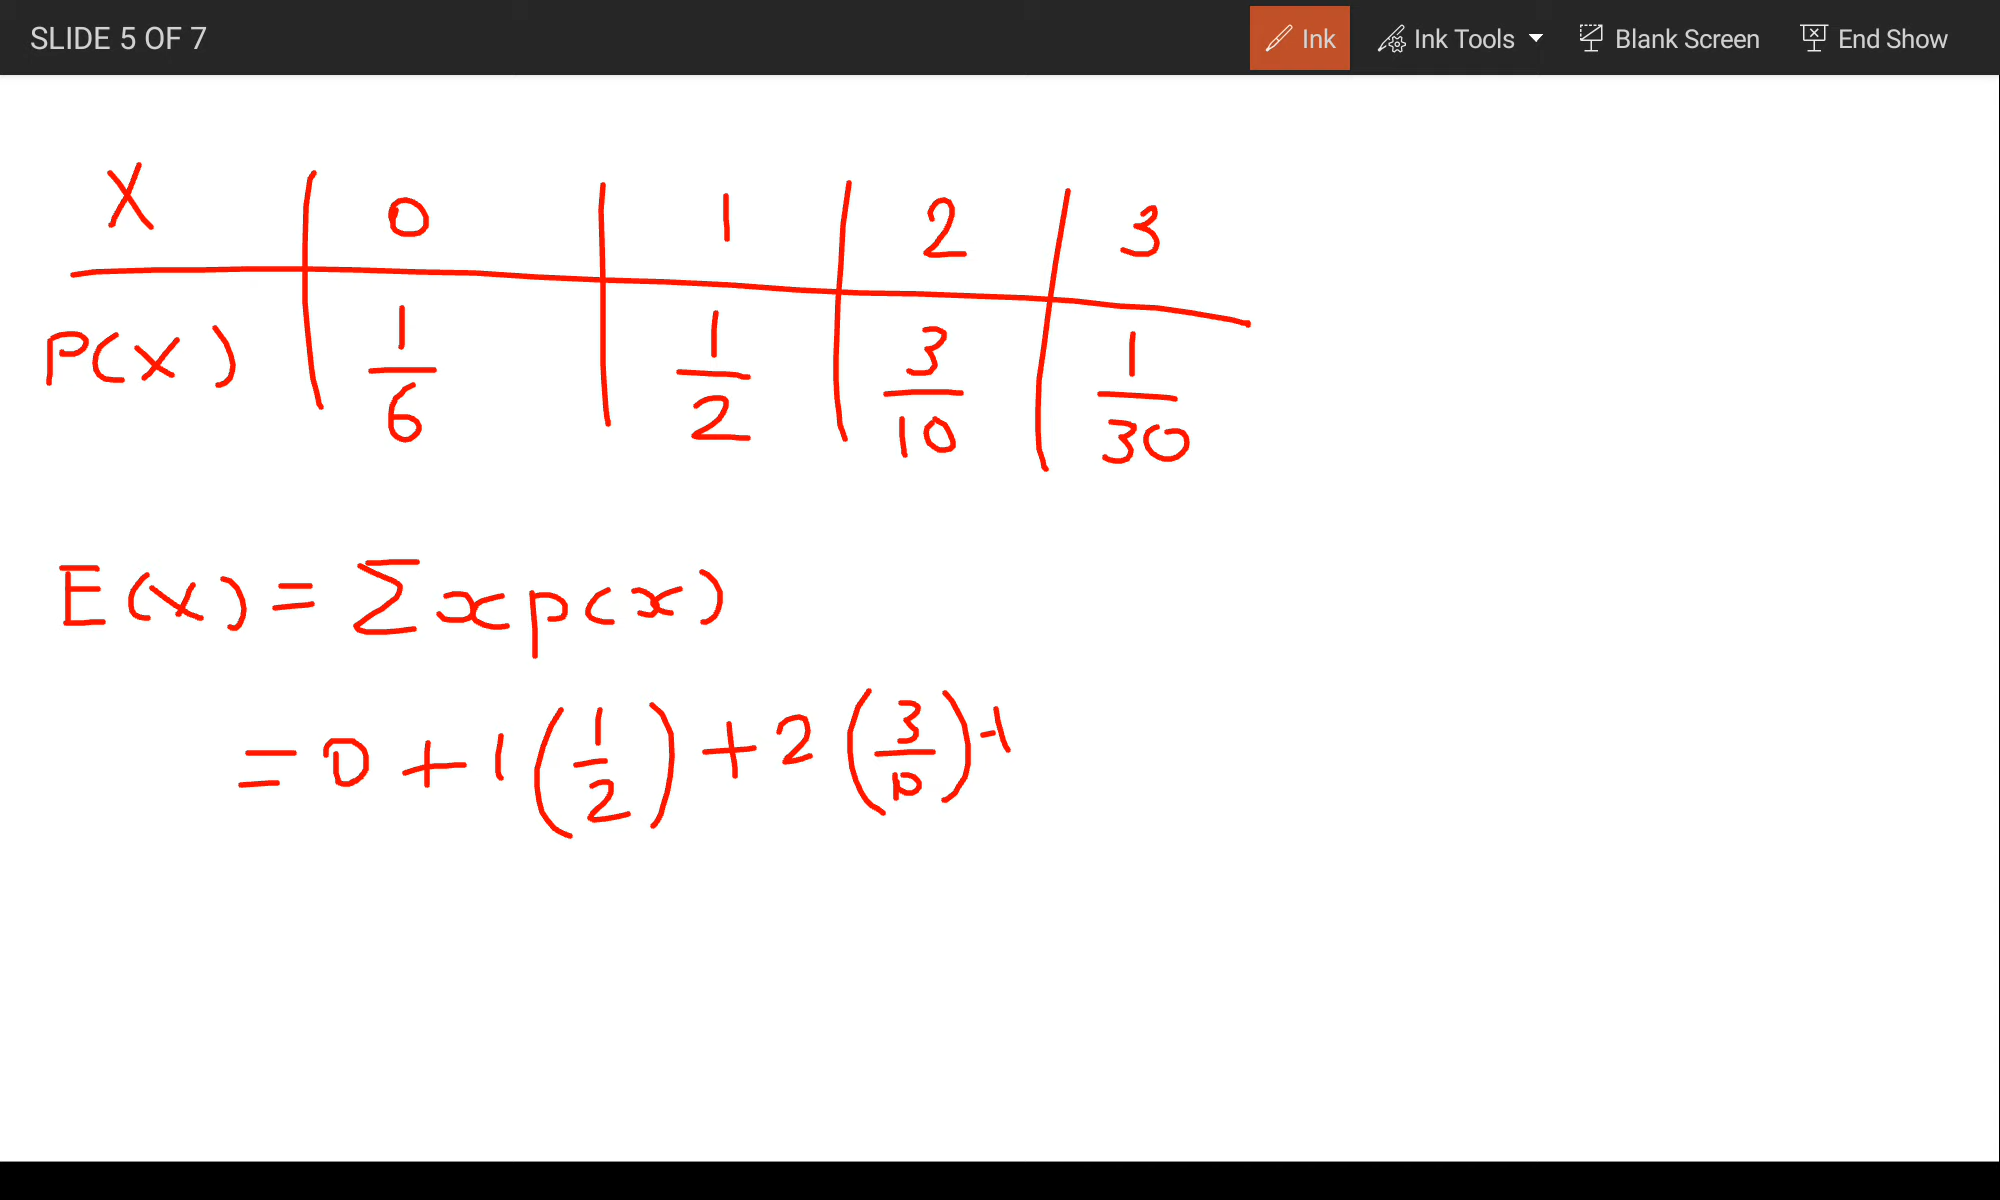 SLIDE 5 OF 7 Ink Ink Tools Blank Screen End Show
X 0 1 2 3
P(X) 1/6 1/2 3/10 1/30
E(X) = Σxp(x)
= 0 + 1(1/2) + 2(3/10) +